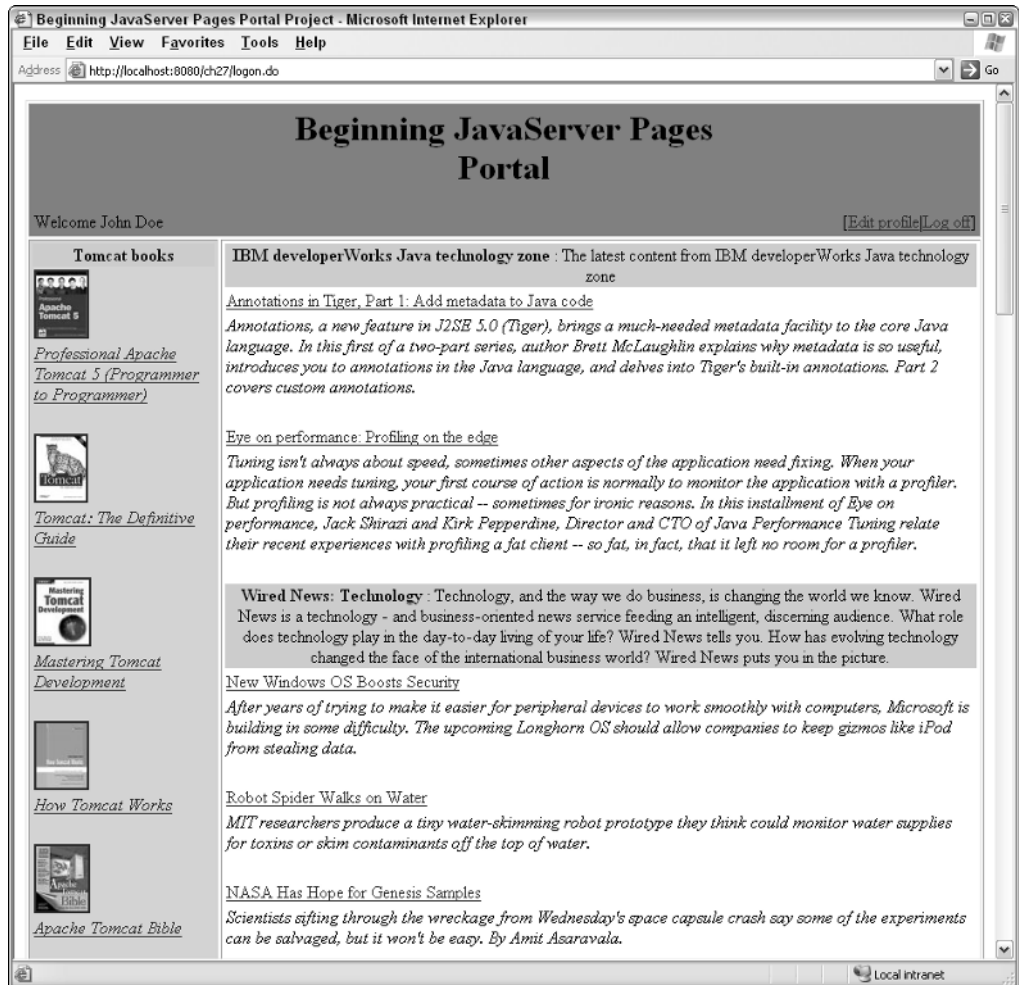 Beginning JavaServer Pages Portal Project - Microsoft Internet Explorer
File Edit View Favorites Tools Help
Address http://localhost:8080/ch27/logon.do Go
Beginning JavaServer Pages
Portal
Welcome John Doe
[Edit profile|Log off]
Tomcat books
Apache
Tomcat 5
Professional Apache
Tomcat 5 (Programmer
to Programmer)
Tomcat
Tomcat: The Definitive
Guide
Mastering
Tomcat
Development
Mastering Tomcat
Development
How Tomcat Works
How Tomcat Works
Apache
Bible
Apache Tomcat Bible
IBM developerWorks Java technology zone : The latest content from IBM developerWorks Java technology
zone
Annotations in Tiger, Part 1: Add metadata to Java code
Annotations, a new feature in J2SE 5.0 (Tiger), brings a much-needed metadata facility to the core Java
language. In this first of a two-part series, author Brett McLaughlin explains why metadata is so useful,
introduces you to annotations in the Java language, and delves into Tiger's built-in annotations. Part 2
covers custom annotations.
Eye on performance: Profiling on the edge
Tuning isn't always about speed, sometimes other aspects of the application need fixing. When your
application needs tuning, your first course of action is normally to monitor the application with a profiler.
But profiling is not always practical -- sometimes for ironic reasons. In this installment of Eye on
performance, Jack Shirazi and Kirk Pepperdine, Director and CTO of Java Performance Tuning relate
their recent experiences with profiling a fat client -- so fat, in fact, that it left no room for a profiler.
Wired News: Technology : Technology, and the way we do business, is changing the world we know. Wired
News is a technology - and business-oriented news service feeding an intelligent, discerning audience. What role
does technology play in the day-to-day living of your life? Wired News tells you. How has evolving technology
changed the face of the international business world? Wired News puts you in the picture.
New Windows OS Boosts Security
After years of trying to make it easier for peripheral devices to work smoothly with computers, Microsoft is
building in some difficulty. The upcoming Longhorn OS should allow companies to keep gizmos like iPod
from stealing data.
Robot Spider Walks on Water
MIT researchers produce a tiny water-skimming robot prototype they think could monitor water supplies
for toxins or skim contaminants off the top of water.
NASA Has Hope for Genesis Samples
Scientists sifting through the wreckage from Wednesday's space capsule crash say some of the experiments
can be salvaged, but it won't be easy. By Amit Asaravala.
Local intranet